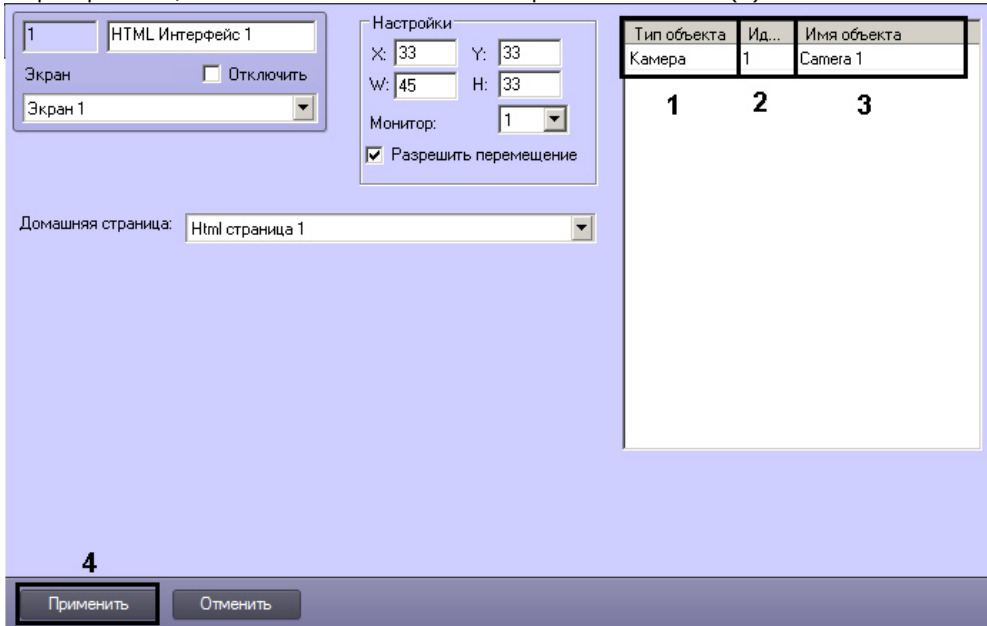 1
HTML Интерфейс 1
Экран
Отключить
Экран 1
Настройки
X: 33 Y: 33
W: 45 H: 33
Монитор: 1
Разрешить перемещение
Домашняя страница: Html страница 1
Тип объекта Ид... Имя объекта
Камера 1 Camera 1
1 2 3
4
Применить Отменить